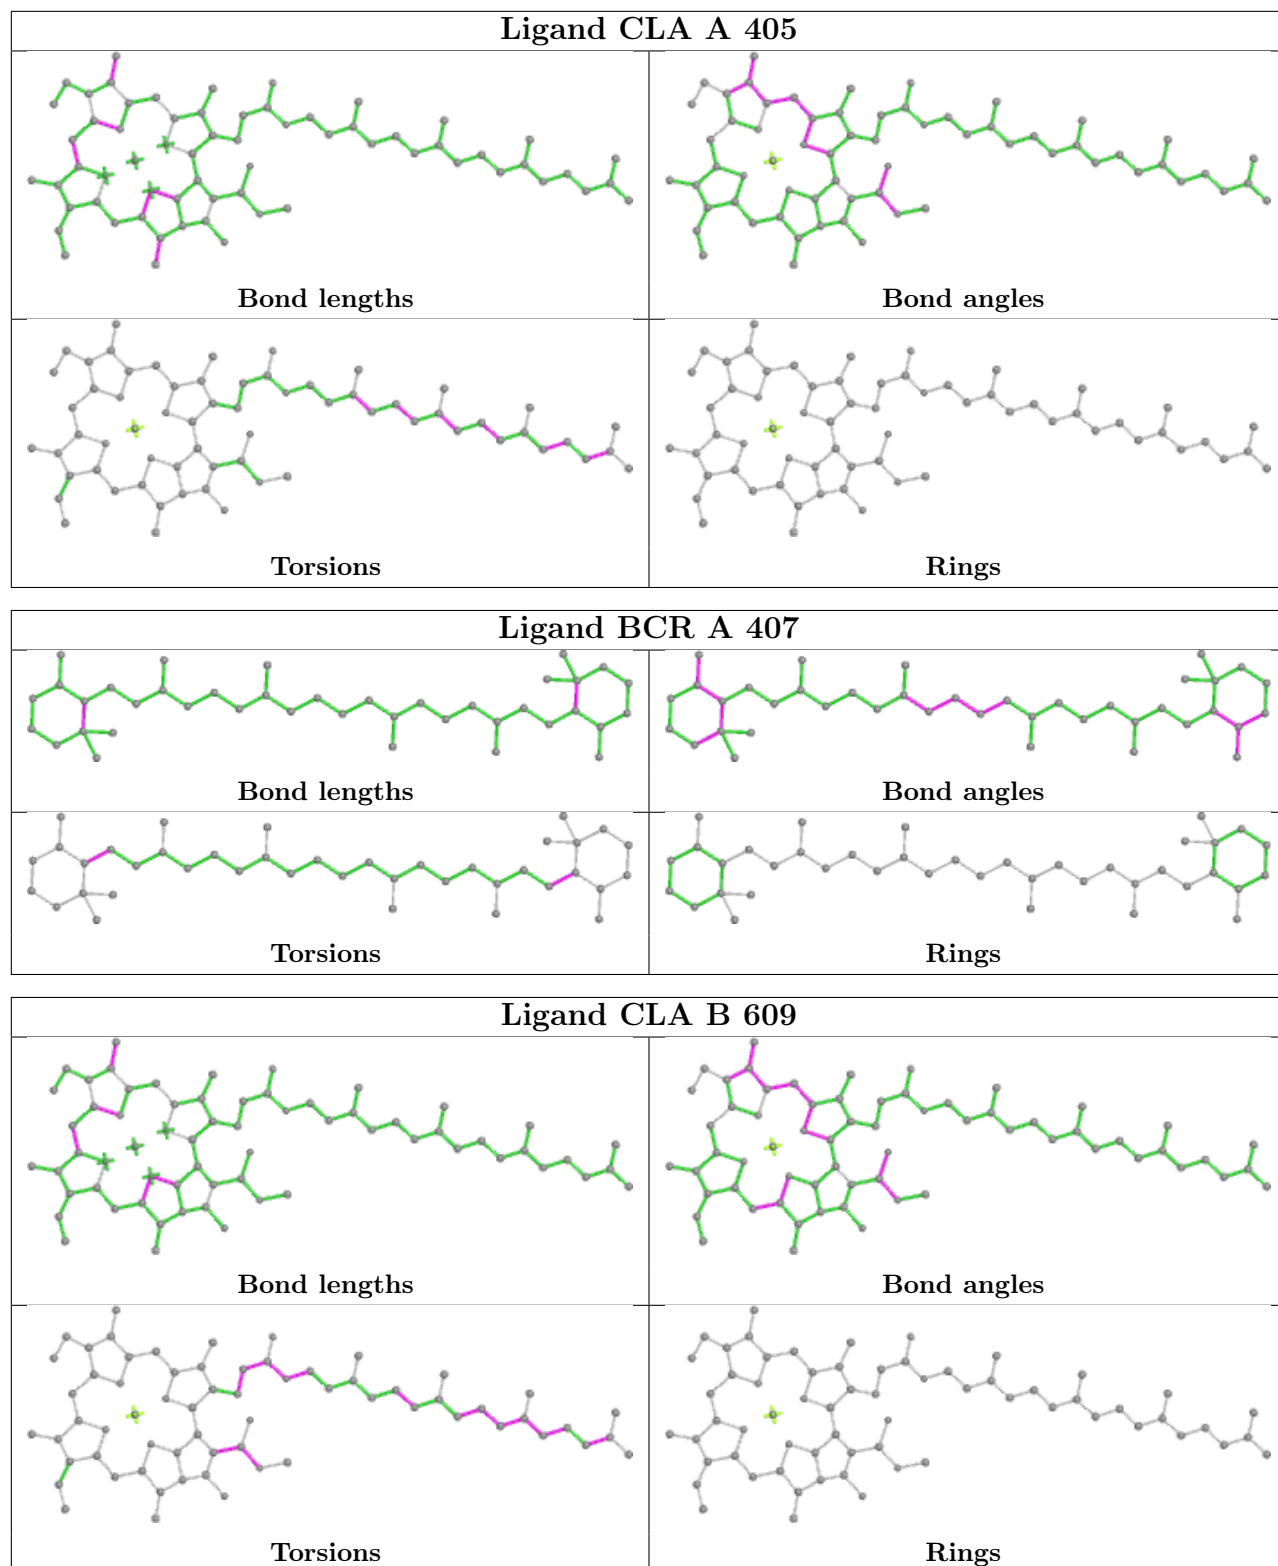 Ligand CLA A 405
Bond lengths
Bond angles
Torsions
Rings
Ligand BCR A 407
Bond lengths
Bond angles
Torsions
Rings
Ligand CLA B 609
Bond lengths
Bond angles
Torsions
Rings